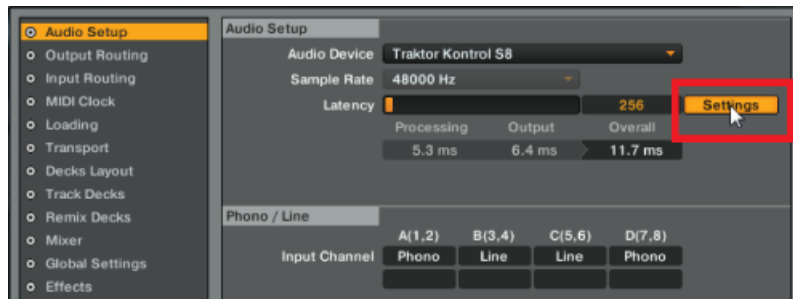 Audio Setup
Output Routing
Input Routing
MIDI Clock
Loading
Transport
Decks Layout
Track Decks
Remix Decks
Mixer
Global Settings
Effects
Audio Setup
Audio Device Traktor Kontrol S8
Sample Rate 48000 Hz
Latency 256 Settings
Processing Output Overall
5.3 ms 6.4 ms 11.7 ms
Phono / Line
A(1,2) B(3,4) C(5,6) D(7,8)
Input Channel Phono Line Line Phono